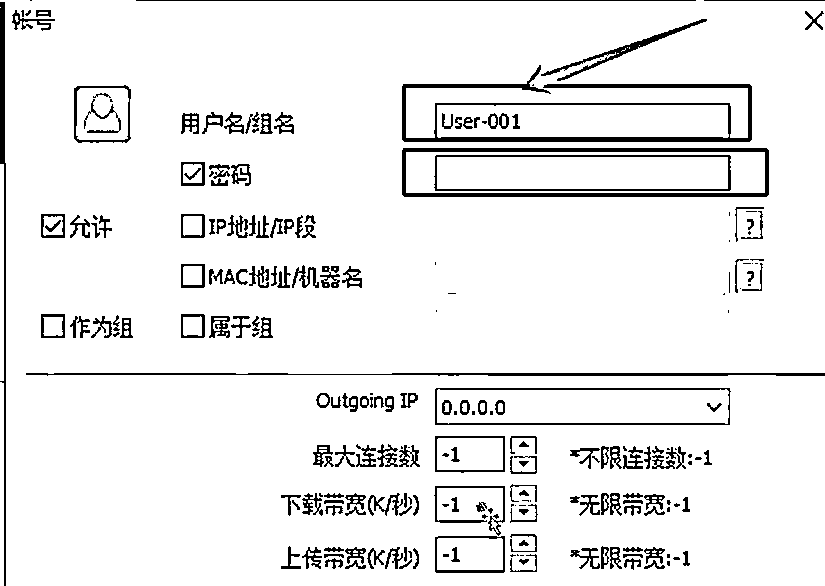 帐号
用户名/组名 User-001
密码
允许 IP地址/IP段 ?
MAC地址/机器名 ?
作为组 属于组
Outgoing IP 0.0.0.0
最大连接数 -1 *不限连接数:-1
下载带宽(K/秒) -1 *无限带宽:-1
上传带宽(K/秒) -1 *无限带宽:-1